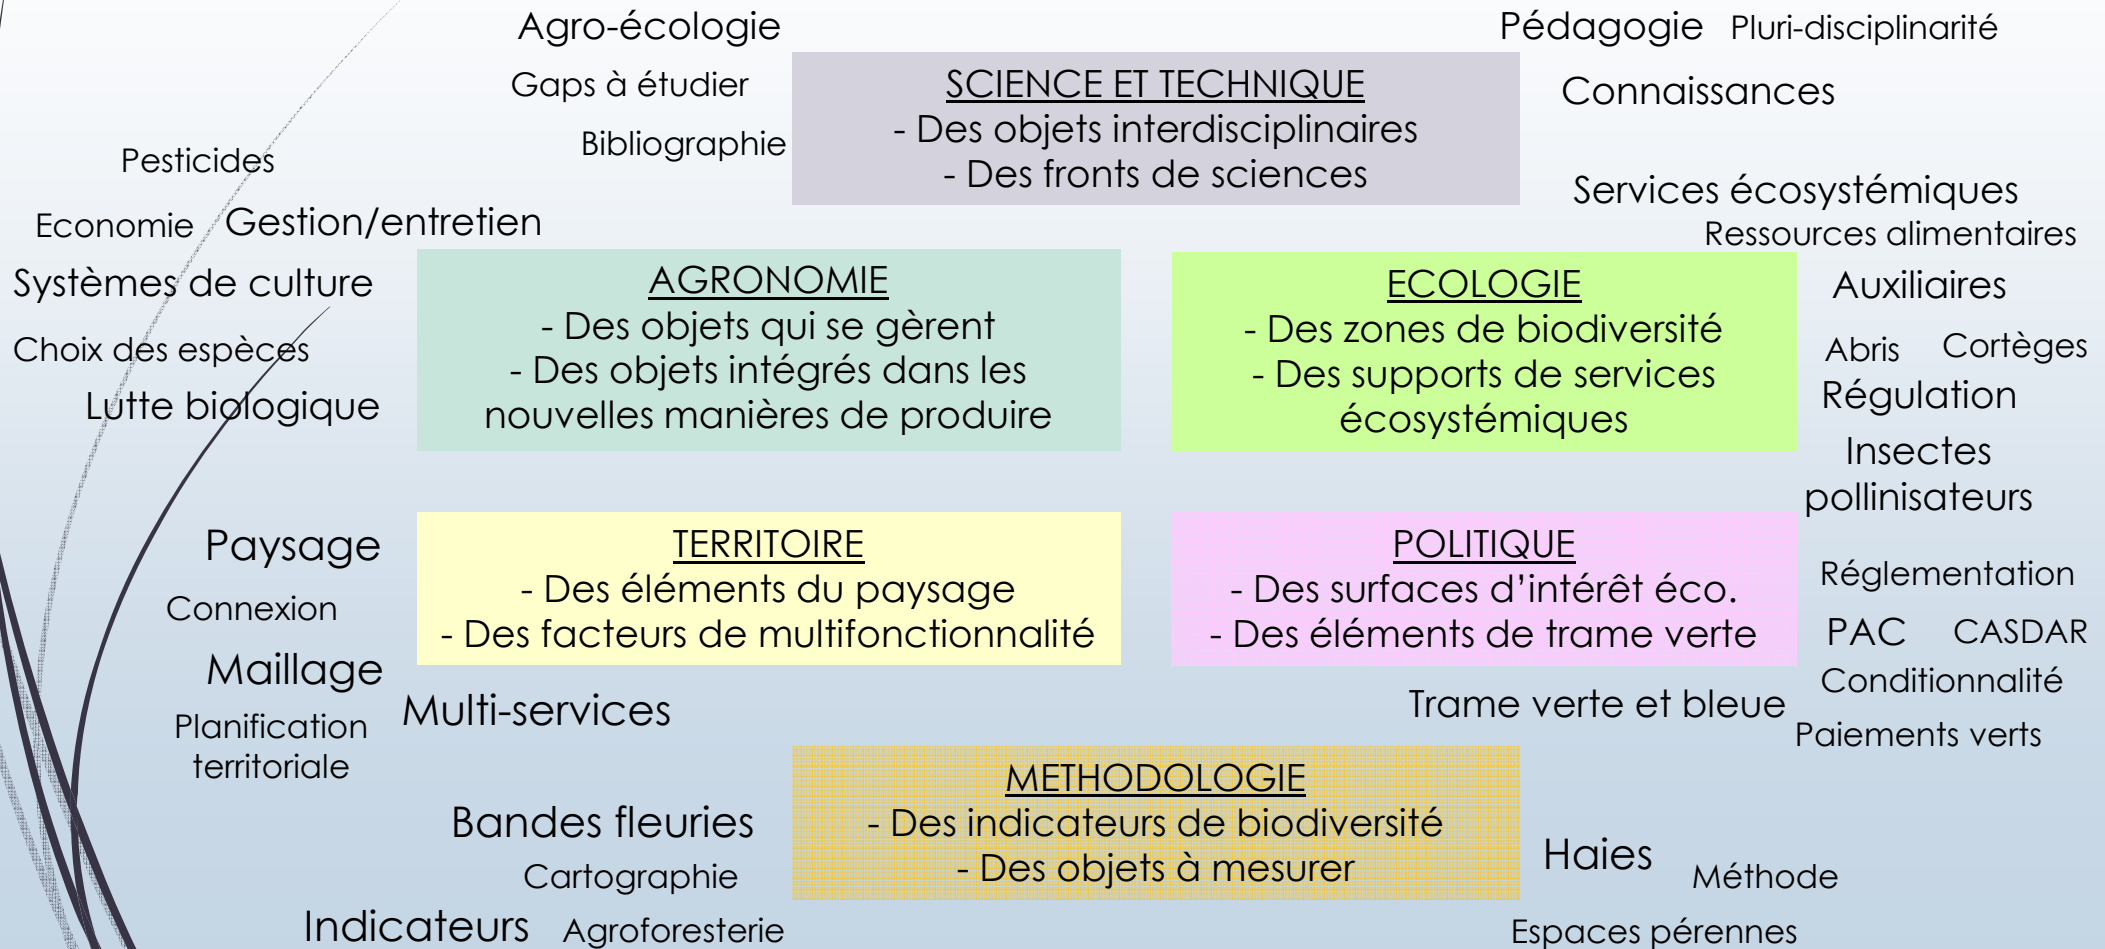 Agro-écologie
Pédagogie Pluri-disciplinarité
Gaps à étudier
Bibliographie
SCIENCE ET TECHNIQUE
- Des objets interdisciplinaires
- Des fronts de sciences
Connaissances
Pesticides
Economie Gestion/entretien
Systèmes de culture
Choix des espèces
Lutte biologique
AGRONOMIE
- Des objets qui se gèrent
- Des objets intégrés dans les
nouvelles manières de produire
Services écosystémiques
Ressources alimentaires
ECOLOGIE
- Des zones de biodiversité
- Des supports de services
écosystémiques
Auxiliaires
Abris Cortèges
Régulation
Insectes
pollinisateurs
Paysage
Connexion
Maillage
Planification
territoriale
Multi-services
TERRITOIRE
- Des éléments du paysage
- Des facteurs de multifonctionnalité
POLITIQUE
- Des surfaces d’intérêt éco.
- Des éléments de trame verte
Réglementation
PAC CASDAR
Conditionnalité
Trame verte et bleue
Paiements verts
Bandes fleuries
Cartographie
Indicateurs Agroforesterie
METHODOLOGIE
- Des indicateurs de biodiversité
- Des objets à mesurer
Haies Méthode
Espaces pérennes